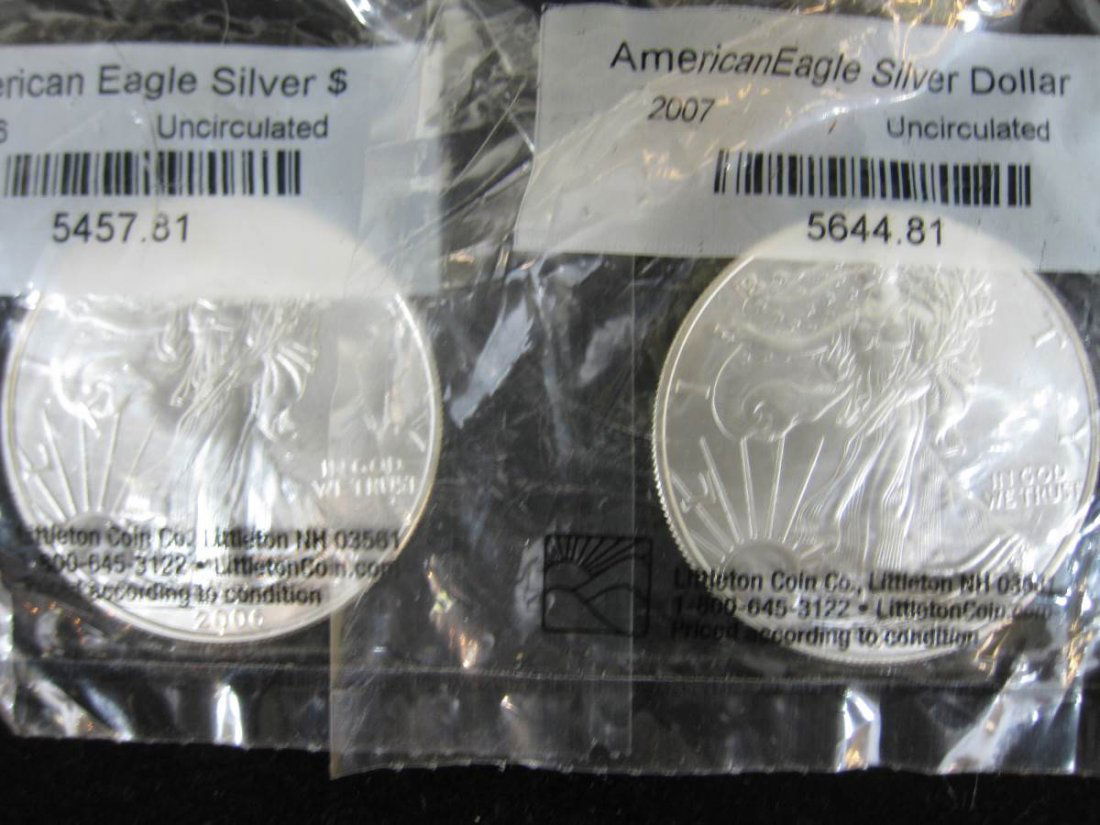 erican Eagle Silver $
6 Uncirculated
5457.81
IN GOD
WE TRUST
Littleton Coin Co., Littleton NH 03561
800-645-3122 • LittletonCoin.com
according to condition
2006
AmericanEagle Silver Dollar
2007 Uncirculated
5644.81
IN GOD
WE TRUST
Littleton Coin Co., Littleton NH 03561
1-800-645-3122 • LittletonCoin.com
Priced according to condition